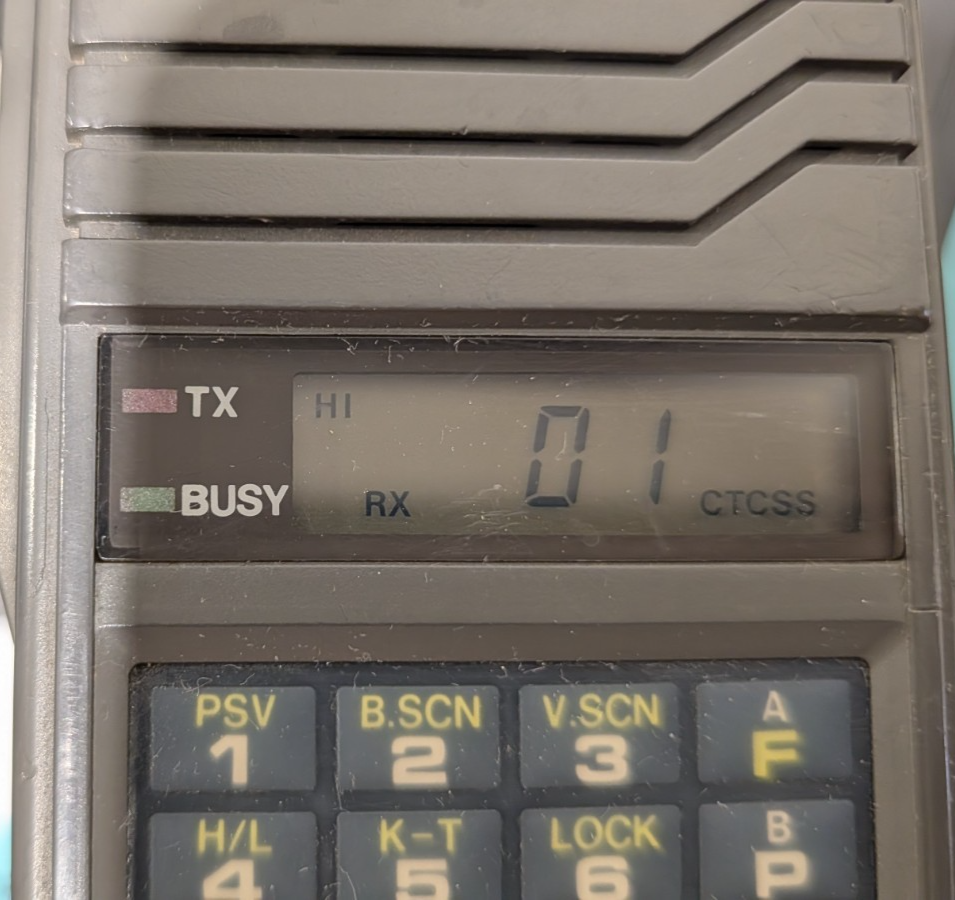 TX
HI
01
BUSY
RX
CTCSS
PSV B.SCN V.SCN A
1 2 3 F
H/L K-T LOCK B
4 5 6 P